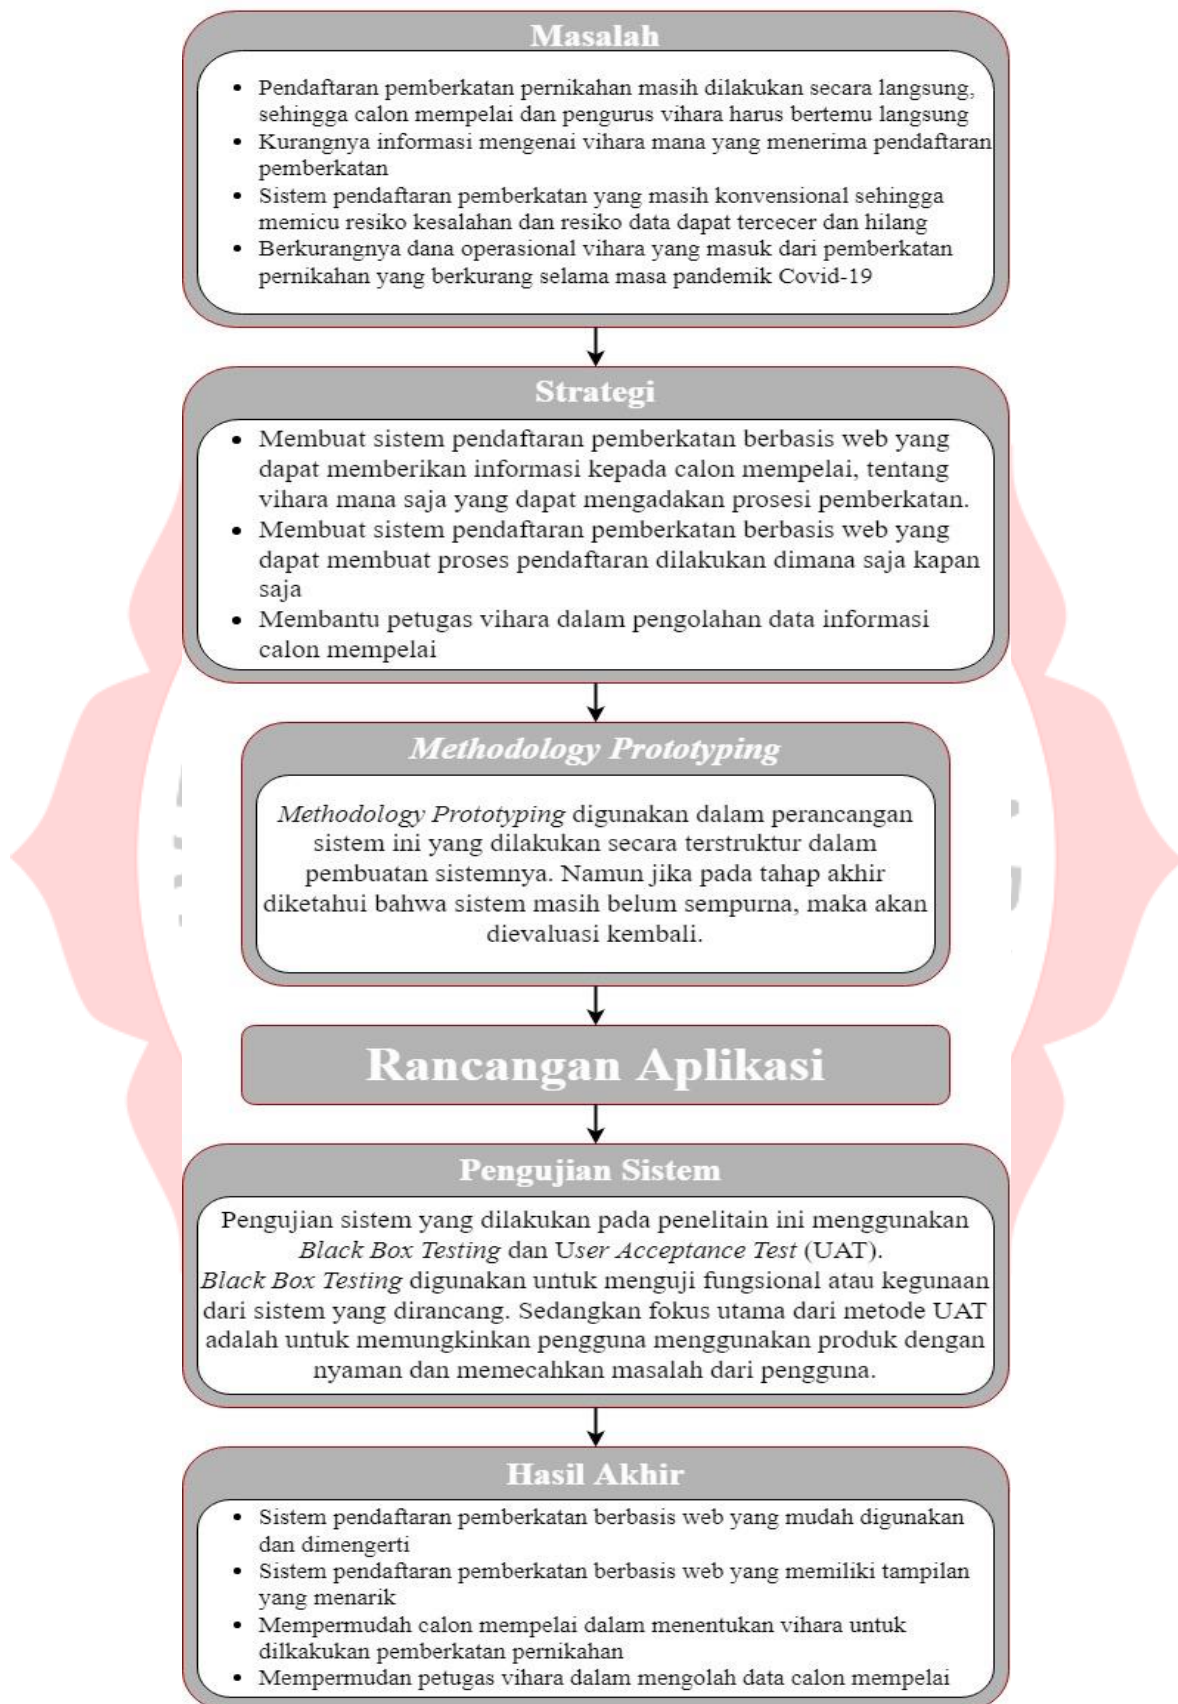 Masalah
• Pendaftaran pemberkatan pernikahan masih dilakukan secara langsung,
sehingga calon mempelai dan pengurus vihara harus bertemu langsung
• Kurangnya informasi mengenai vihara mana yang menerima pendaftaran
pemberkatan
• Sistem pendaftaran pemberkatan yang masih konvensional sehingga
memicu resiko kesalahan dan resiko data dapat tercecer dan hilang
• Berkurangnya dana operasional vihara yang masuk dari pemberkatan
pernikahan yang berkurang selama masa pandemik Covid-19
Strategi
• Membuat sistem pendaftaran pemberkatan berbasis web yang
dapat memberikan informasi kepada calon mempelai, tentang
vihara mana saja yang dapat mengadakan prosesi pemberkatan.
• Membuat sistem pendaftaran pemberkatan berbasis web yang
dapat membuat proses pendaftaran dilakukan dimana saja kapan
saja
• Membantu petugas vihara dalam pengolahan data informasi
calon mempelai
Methodology Prototyping
Methodology Prototyping digunakan dalam perancangan
sistem ini yang dilakukan secara terstruktur dalam
pembuatan sistemnya. Namun jika pada tahap akhir
diketahui bahwa sistem masih belum sempurna, maka akan
dievaluasi kembali.
Rancangan Aplikasi
Pengujian Sistem
Pengujian sistem yang dilakukan pada penelitain ini menggunakan
Black Box Testing dan User Acceptance Test (UAT).
Black Box Testing digunakan untuk menguji fungsional atau kegunaan
dari sistem yang dirancang. Sedangkan fokus utama dari metode UAT
adalah untuk memungkinkan pengguna menggunakan produk dengan
nyaman dan memecahkan masalah dari pengguna.
Hasil Akhir
• Sistem pendaftaran pemberkatan berbasis web yang mudah digunakan
dan dimengerti
• Sistem pendaftaran pemberkatan berbasis web yang memiliki tampilan
yang menarik
• Mempermudah calon mempelai dalam menentukan vihara untuk
dilkakukan pemberkatan pernikahan
• Mempermudan petugas vihara dalam mengolah data calon mempelai